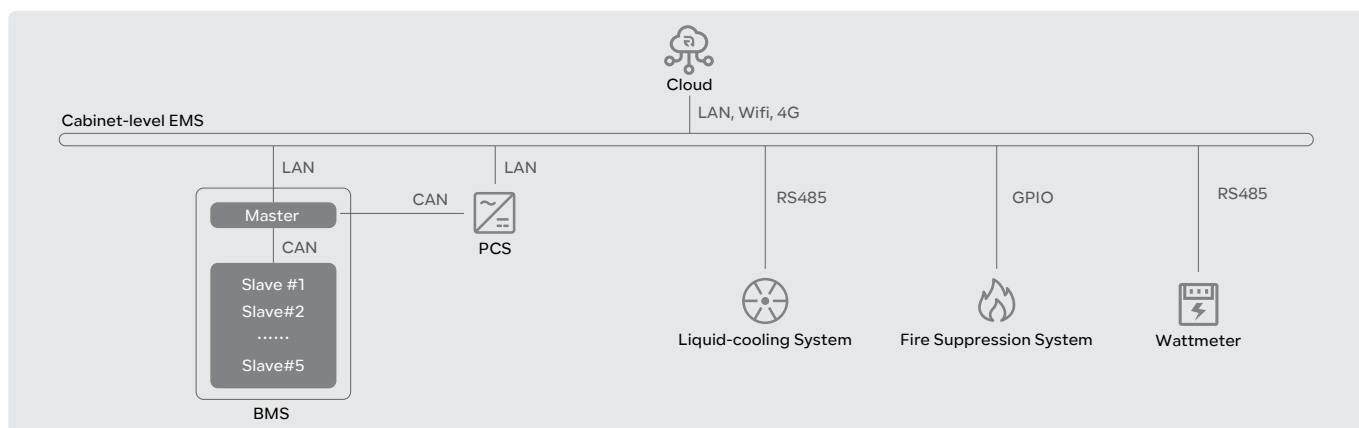 Cloud
LAN, Wifi, 4G
Cabinet-level EMS
LAN
LAN
RS485
GPIO
RS485
CAN
Master
CAN
PCS
Slave #1
Slave#2
......
Slave#5
BMS
Liquid-cooling System
Fire Suppression System
Wattmeter